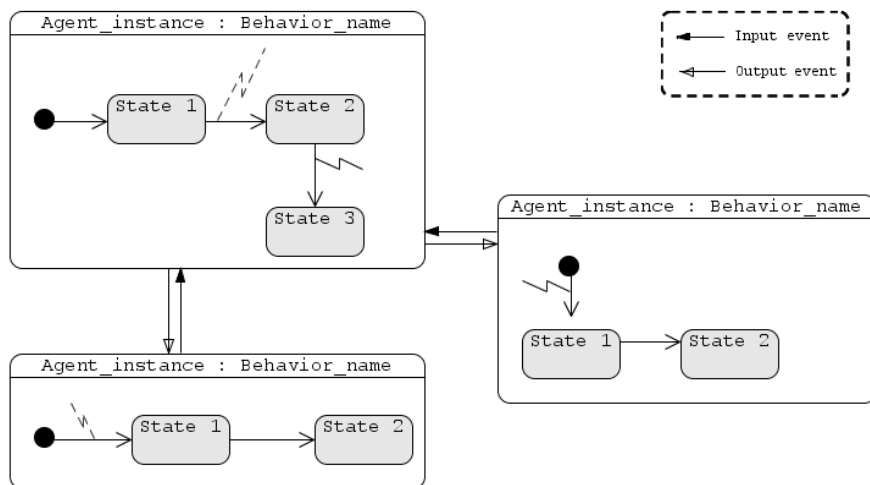 Agent_instance : Behavior_name
State 1
State 2
State 3
Input event
Output event
Agent_instance : Behavior_name
State 1
State 2
Agent_instance : Behavior_name
State 1
State 2